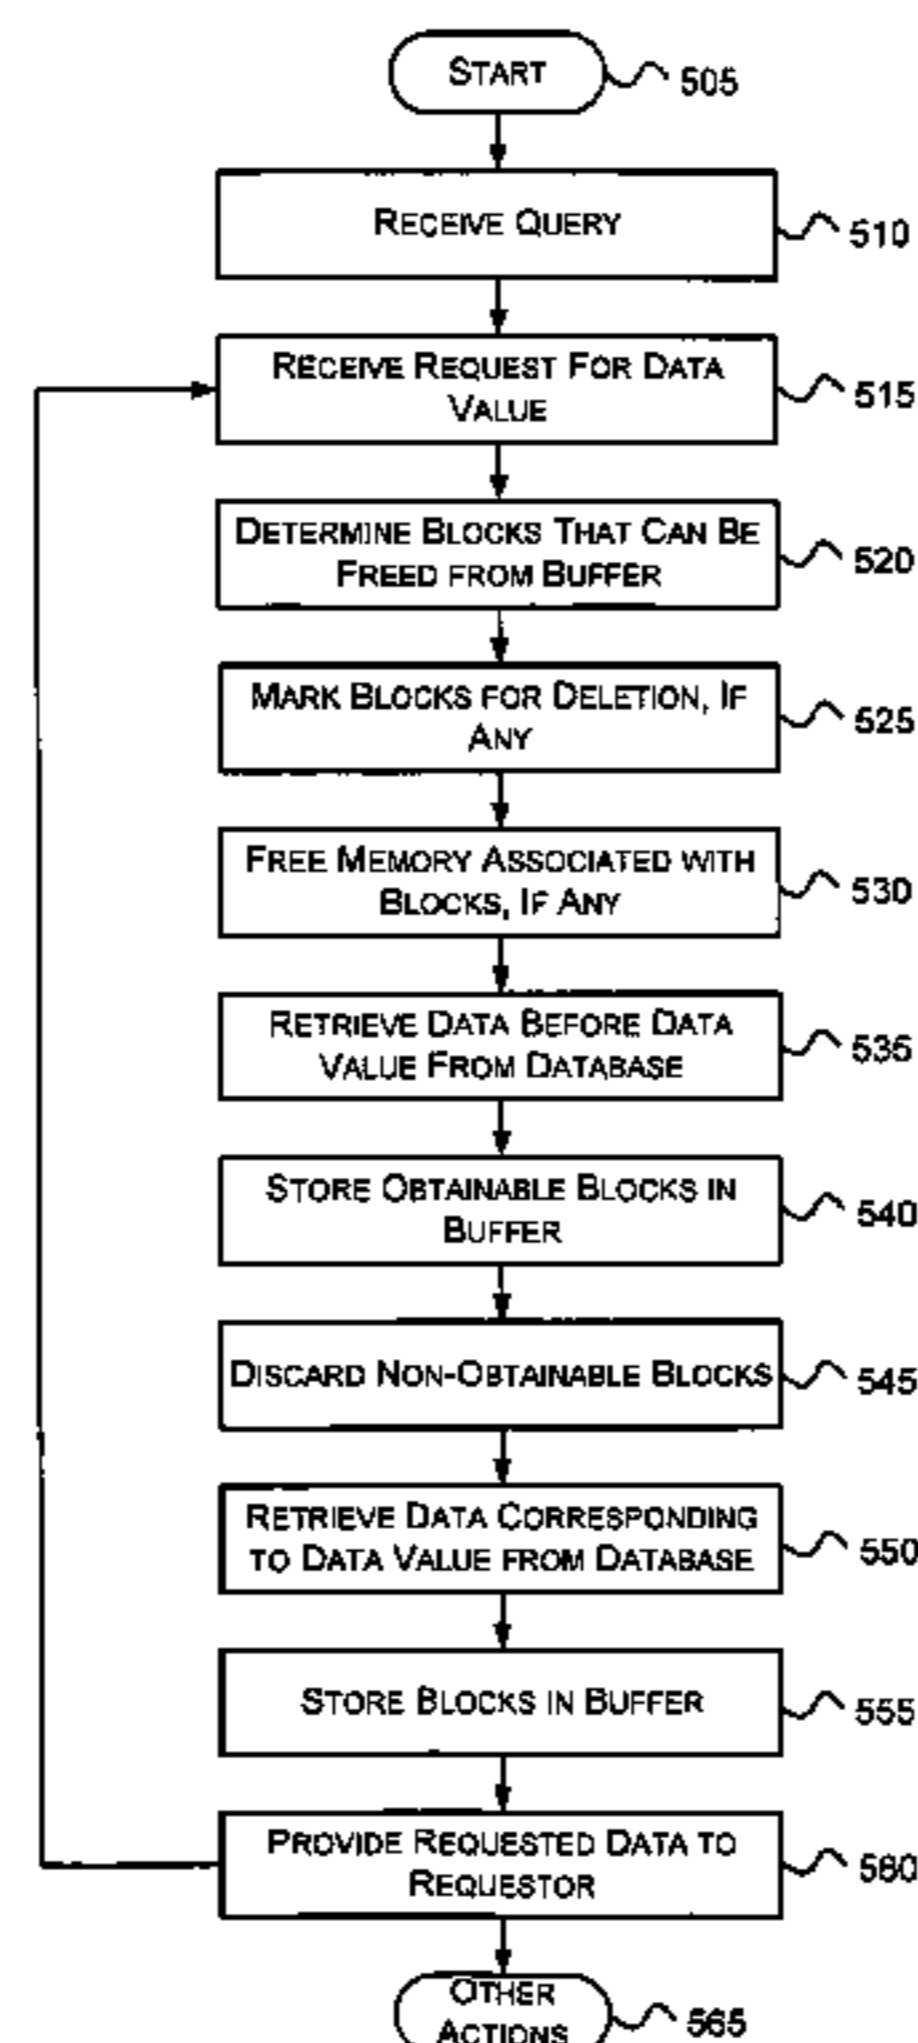 START
505
RECEIVE QUERY
510
RECEIVE REQUEST FOR DATA
VALUE
515
DETERMINE BLOCKS THAT CAN BE
FREED FROM BUFFER
520
MARK BLOCKS FOR DELETION, IF
ANY
525
FREE MEMORY ASSOCIATED WITH
BLOCKS, IF ANY
530
RETRIEVE DATA BEFORE DATA
VALUE FROM DATABASE
535
STORE OBTAINABLE BLOCKS IN
BUFFER
540
DISCARD NON-OBTAINABLE BLOCKS
545
RETRIEVE DATA CORRESPONDING
TO DATA VALUE FROM DATABASE
550
STORE BLOCKS IN BUFFER
555
PROVIDE REQUESTED DATA TO
REQUESTOR
560
OTHER
ACTIONS
565